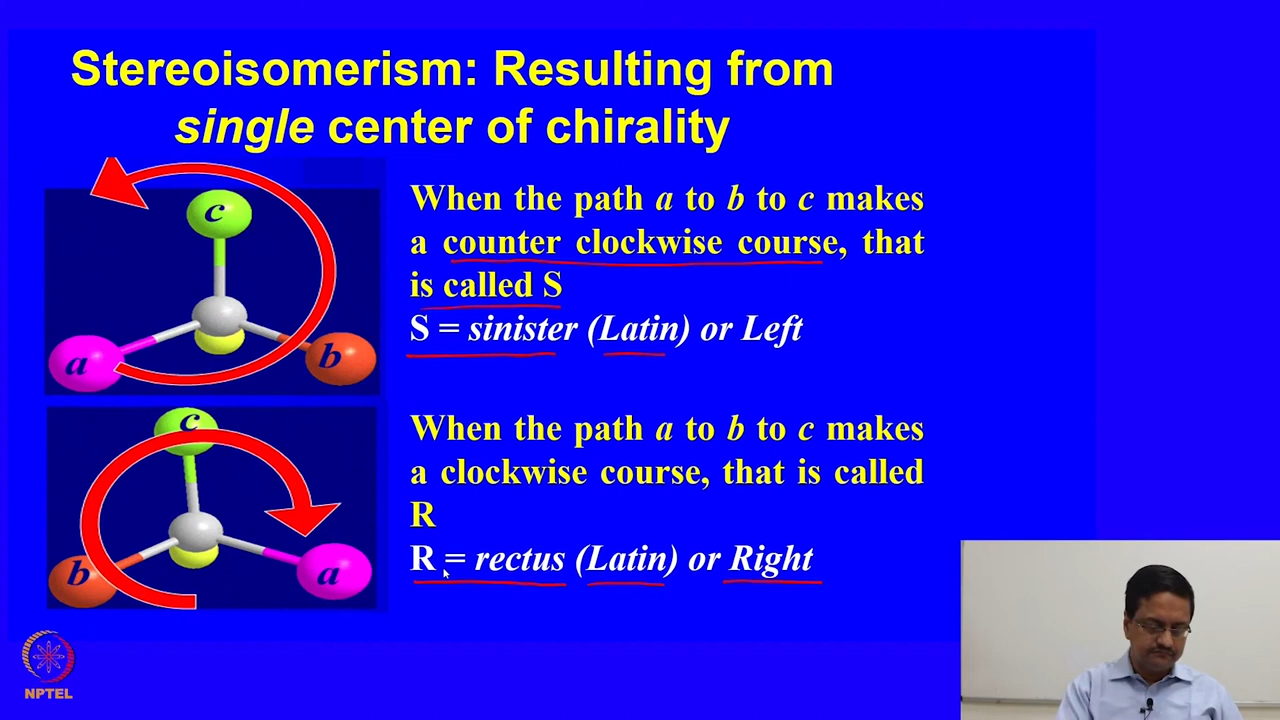 Stereoisomerism: Resulting from
single center of chirality
c
a
b
When the path a to b to c makes
a counter clockwise course, that
is called S
S = sinister (Latin) or Left
c
b
a
When the path a to b to c makes
a clockwise course, that is called
R
R = rectus (Latin) or Right
NPTEL